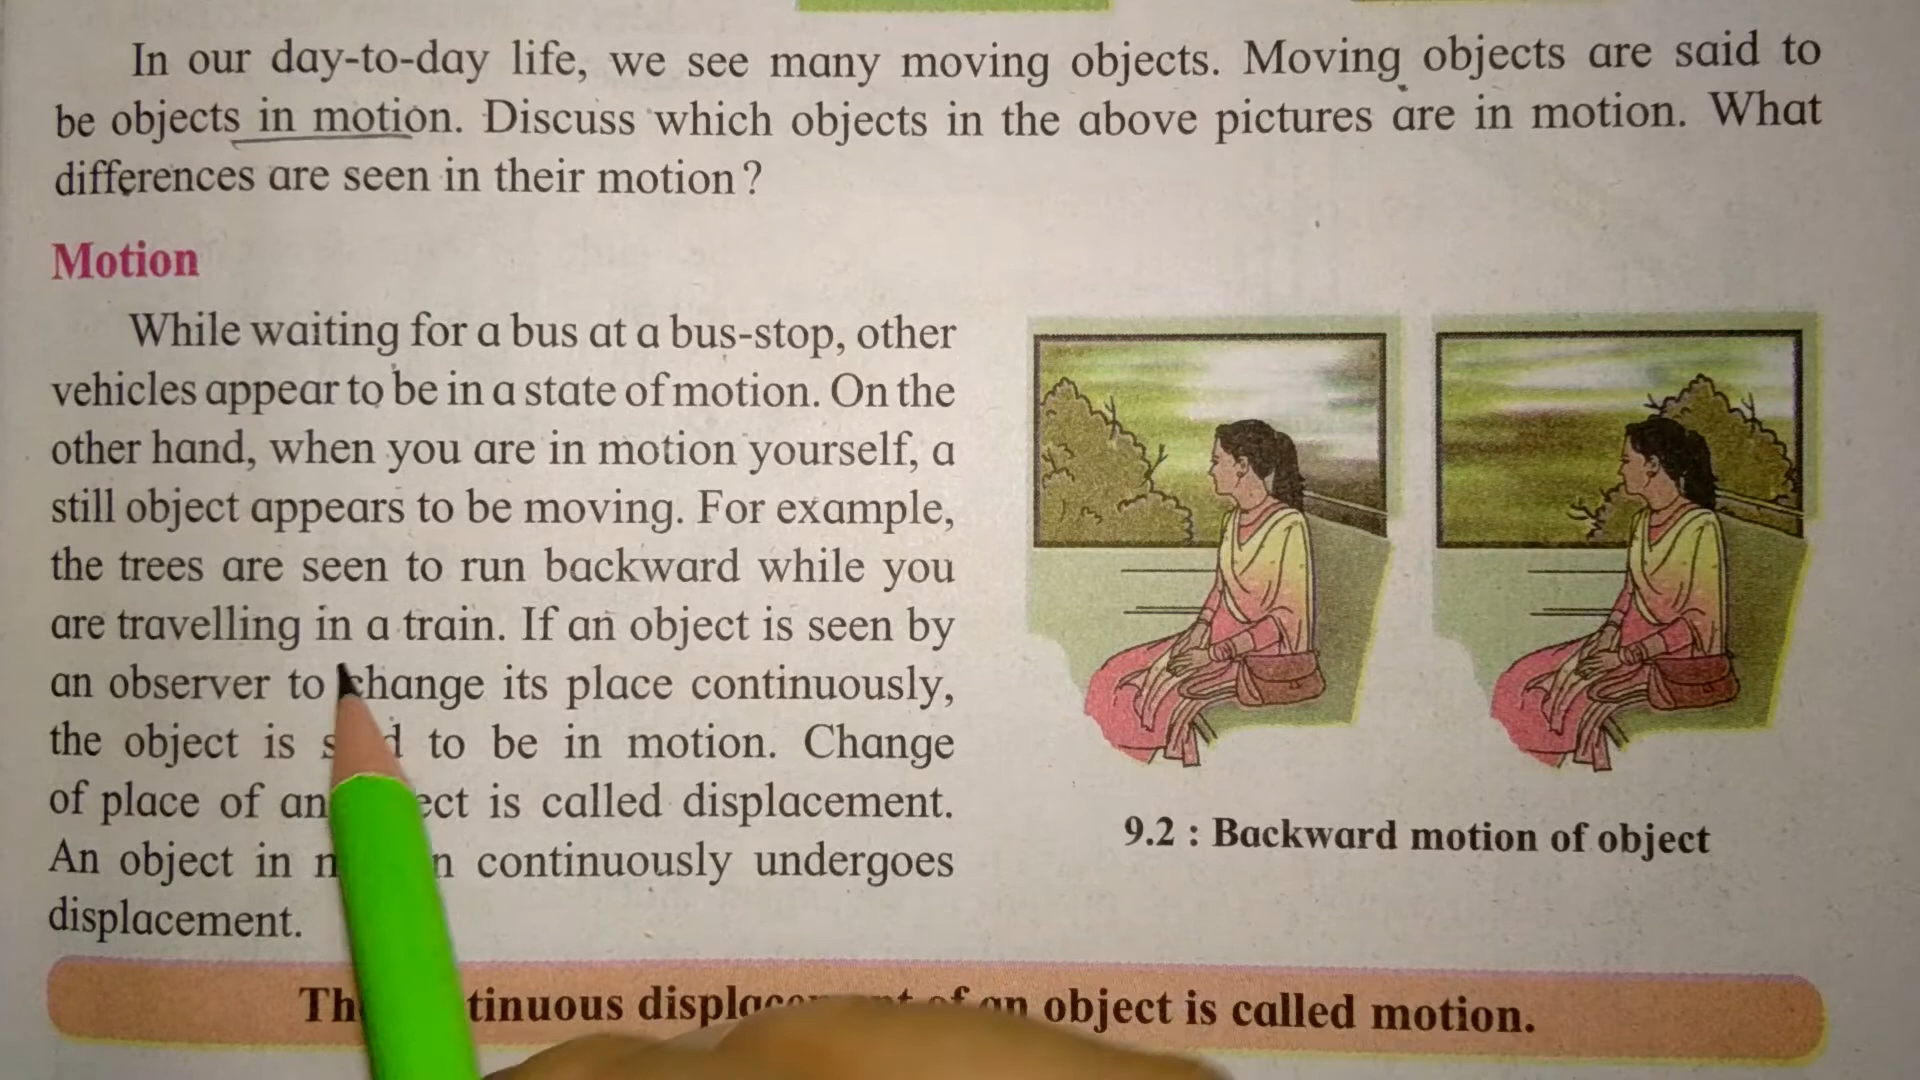 In our day-to-day life, we see many moving objects. Moving objects are said to
be objects in motion. Discuss which objects in the above pictures are in motion. What
differences are seen in their motion?
Motion
While waiting for a bus at a bus-stop, other
vehicles appear to be in a state of motion. On the
other hand, when you are in motion yourself, a
still object appears to be moving. For example,
the trees are seen to run backward while you
are travelling in a train. If an object is seen by
an observer to change its place continuously,
the object is to be in motion. Change
of place of an is called displacement.
An object in continuously undergoes
displacement.
9.2 : Backward motion of object
of an object is called motion.